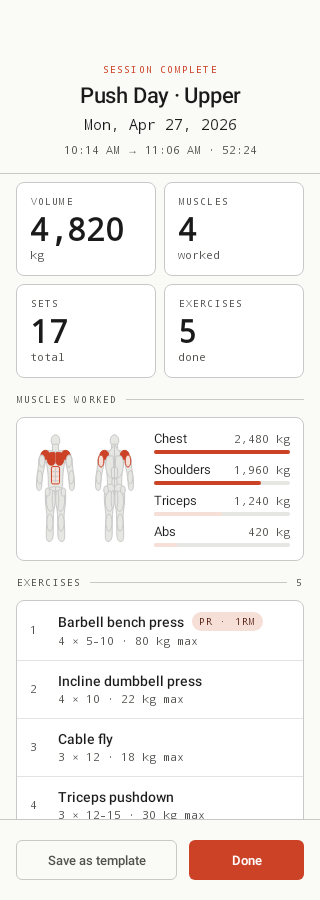 SESSION COMPLETE
Push Day · Upper
Mon, Apr 27, 2026
10:14 AM → 11:06 AM · 52:24
VOLUME
4,820
kg
MUSCLES
4
worked
SETS
17
total
EXERCISES
5
done
MUSCLES WORKED
Chest 2,480 kg
Shoulders 1,960 kg
Triceps 1,240 kg
Abs 420 kg
EXERCISES 5
1 Barbell bench press PR · 1RM
4 × 5–10 · 80 kg max
2 Incline dumbbell press
4 × 10 · 22 kg max
3 Cable fly
3 × 12 · 18 kg max
4 Triceps pushdown
3 × 12–15 · 30 kg max
Save as template
Done